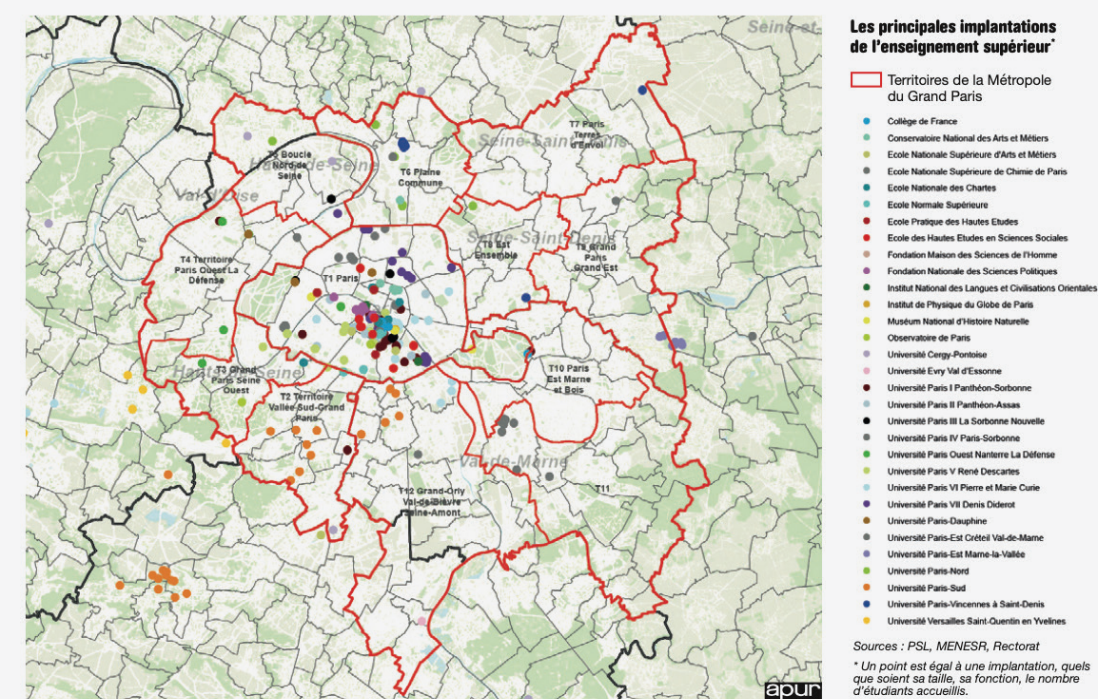 Seine-et-
T7 Paris
Terres
d'Envol
Seine-Saint-Denis
T5 Boucle
Nord de
Seine
Hauts-de-Seine
T6 Plaine
Commune
Val-d'Oise
Seine-Saint-Denis
T8 Est
Ensemble
T9 Grand
Paris
Grand Est
T4 Territoire
Paris Ouest La
Défense
T1 Paris
T3 Grand
Paris Seine
Ouest
Hauts-de-Seine
T10 Paris
Est Marne
et Bois
T2 Territoire
Vallée-Sud-Grand
Paris
Val-de-Marne
T12 Grand-Orly
Val-de-Bièvre
Seine-Amont
T11
apur
Les principales implantations
de l'enseignement supérieur*
Territoires de la Métropole
du Grand Paris
Collège de France
Conservatoire National des Arts et Métiers
Ecole Nationale Supérieure d'Arts et Métiers
Ecole Nationale Supérieure de Chimie de Paris
Ecole Nationale des Chartes
Ecole Normale Supérieure
Ecole Pratique des Hautes Etudes
Ecole des Hautes Etudes en Sciences Sociales
Fondation Maison des Sciences de l'Homme
Fondation Nationale des Sciences Politiques
Institut National des Langues et Civilisations Orientales
Institut de Physique du Globe de Paris
Muséum National d'Histoire Naturelle
Observatoire de Paris
Université Cergy-Pontoise
Université Evry Val d'Essonne
Université Paris I Panthéon-Sorbonne
Université Paris II Panthéon-Assas
Université Paris III La Sorbonne Nouvelle
Université Paris IV Paris-Sorbonne
Université Paris Ouest Nanterre La Défense
Université Paris V René Descartes
Université Paris VI Pierre et Marie Curie
Université Paris VII Denis Diderot
Université Paris-Dauphine
Université Paris-Est Créteil Val-de-Marne
Université Paris-Est Marne-la-Vallée
Université Paris-Nord
Université Paris-Sud
Université Paris-Vincennes à Saint-Denis
Université Versailles Saint-Quentin en Yvelines
Sources : PSL, MENESR, Rectorat
* Un point est égal à une implantation, quels
que soient sa taille, sa fonction, le nombre
d'étudiants accueillis.